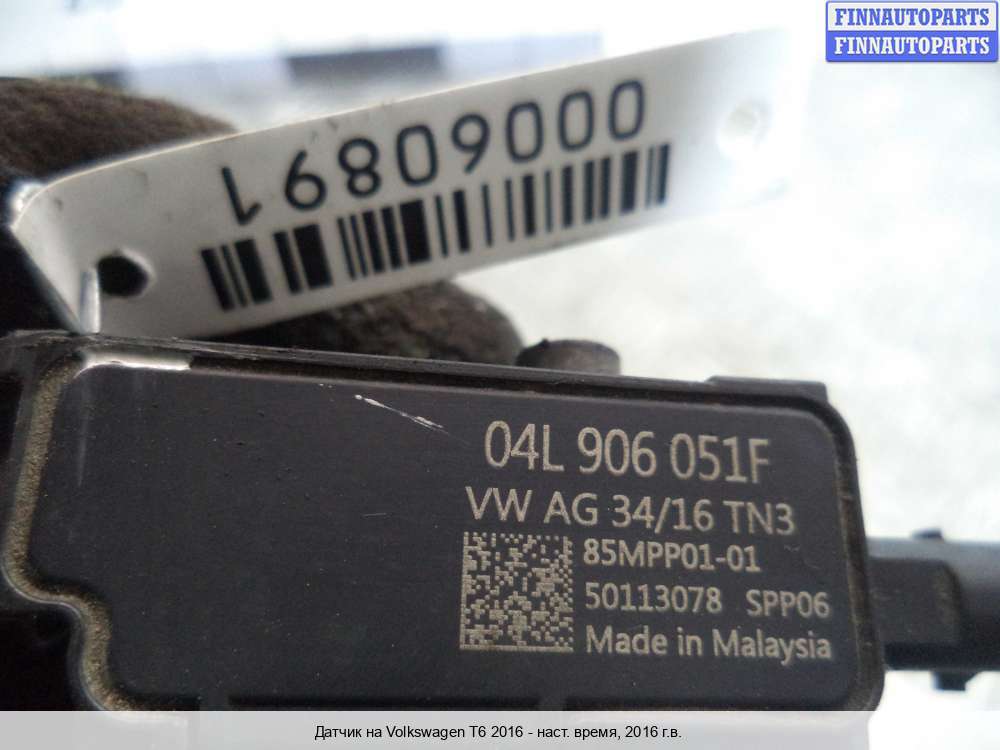 FINNAUTOPARTS
FINNAUTOPARTS
00060891
04L 906 051F
VW AG 34/16 TN3
85MPP01-01
50113078 SPP06
Made in Malaysia
Датчик на Volkswagen T6 2016 - наст. время, 2016 г.в.